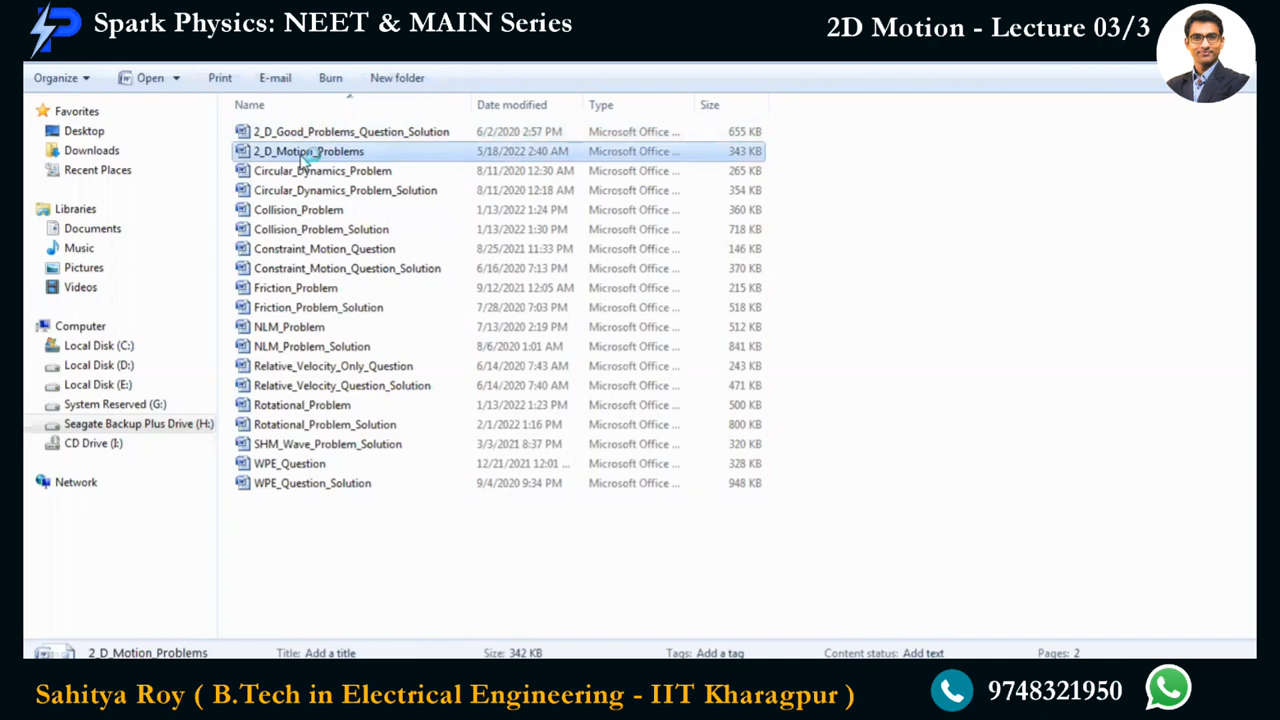 Spark Physics: NEET & MAIN Series
2D Motion - Lecture 03/3
Organize Open Print E-mail Burn New folder
Name Date modified Type Size
Favorites
Desktop
Downloads
Recent Places
Libraries
Documents
Music
Pictures
Videos
Computer
Local Disk (C:)
Local Disk (D:)
Local Disk (E:)
System Reserved (G:)
Seagate Backup Plus Drive (H:)
CD Drive (I:)
Network
2_D_Good_Problems_Question_Solution 6/2/2020 2:57 PM Microsoft Office ... 655 KB
2_D_Motion_Problems 5/18/2022 2:40 AM Microsoft Office ... 343 KB
Circular_Dynamics_Problem 8/11/2020 12:30 AM Microsoft Office ... 265 KB
Circular_Dynamics_Problem_Solution 8/11/2020 12:18 AM Microsoft Office ... 354 KB
Collision_Problem 1/13/2022 1:24 PM Microsoft Office ... 360 KB
Collision_Problem_Solution 1/13/2022 1:30 PM Microsoft Office ... 718 KB
Constraint_Motion_Question 8/25/2021 11:33 PM Microsoft Office ... 146 KB
Constraint_Motion_Question_Solution 6/16/2020 7:13 PM Microsoft Office ... 370 KB
Friction_Problem 9/12/2021 12:05 AM Microsoft Office ... 215 KB
Friction_Problem_Solution 7/28/2020 7:03 PM Microsoft Office ... 518 KB
NLM_Problem 7/13/2020 2:19 PM Microsoft Office ... 512 KB
NLM_Problem_Solution 8/6/2020 1:01 AM Microsoft Office ... 841 KB
Relative_Velocity_Only_Question 6/14/2020 7:43 AM Microsoft Office ... 243 KB
Relative_Velocity_Question_Solution 6/14/2020 7:40 AM Microsoft Office ... 471 KB
Rotational_Problem 1/13/2022 1:23 PM Microsoft Office ... 500 KB
Rotational_Problem_Solution 2/1/2022 1:16 PM Microsoft Office ... 800 KB
SHM_Wave_Problem_Solution 3/3/2021 8:37 PM Microsoft Office ... 320 KB
WPE_Question 12/21/2021 12:01 ... Microsoft Office ... 328 KB
WPE_Question_Solution 9/4/2020 9:34 PM Microsoft Office ... 948 KB
2_D_Motion_Problems Title: Add a title Size: 342 KB Tags: Add a tag Content status: Add text Pages: 2
Sahitya Roy ( B.Tech in Electrical Engineering - IIT Kharagpur )
9748321950